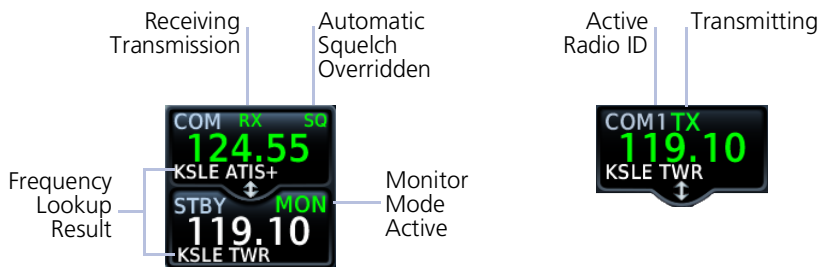 Receiving
Transmission
Automatic
Squelch
Overridden
COM RX SQ
124.55
KSLE ATIS+
STBY MON
119.10
KSLE TWR
Frequency
Lookup
Result
Monitor
Mode
Active
Active
Radio ID
Transmitting
COM1 TX
119.10
KSLE TWR